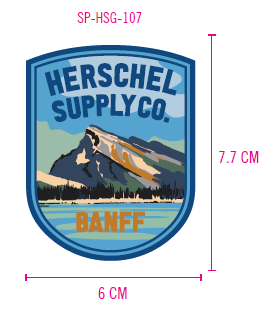 SP-HSG-107
HERSCHEL
SUPPLY CO.
BANFF
7.7 CM
6 CM